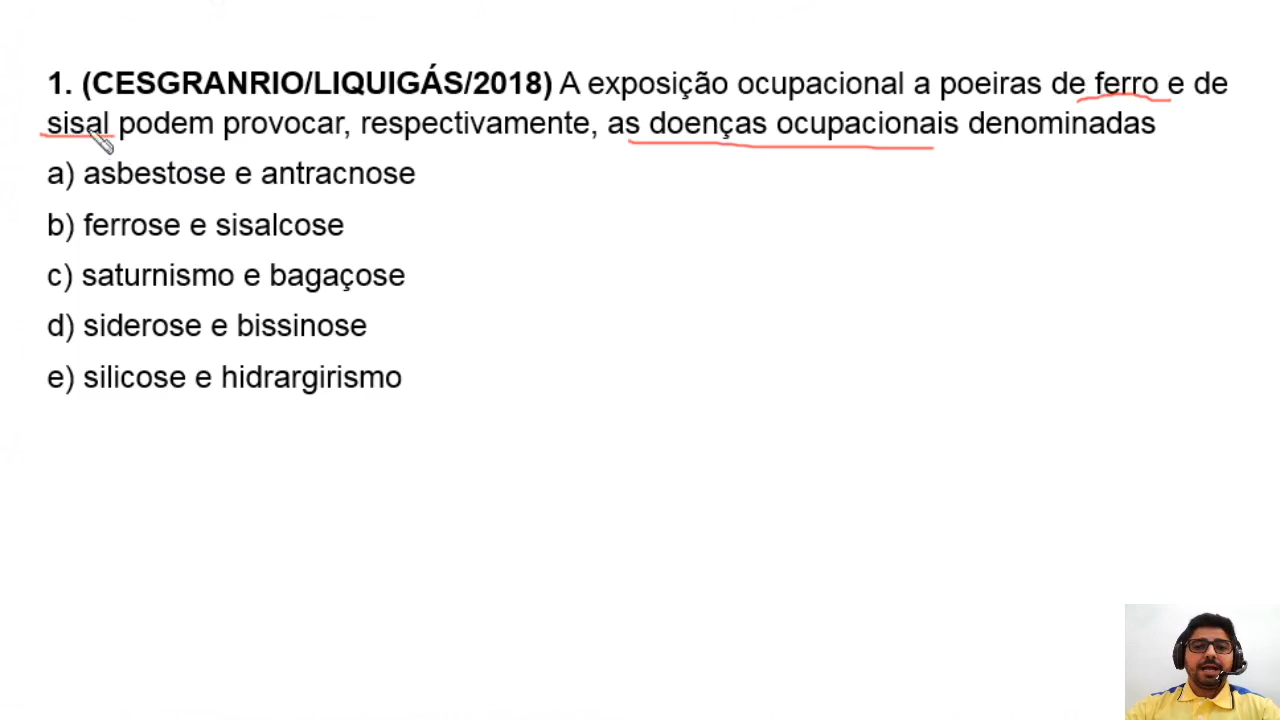 1. (CESGRANRIO/LIQUIGÁS/2018) A exposição ocupacional a poeiras de ferro e de
sisal podem provocar, respectivamente, as doenças ocupacionais denominadas
a) asbestose e antracnose
b) ferrose e sisalcose
c) saturnismo e bagaçose
d) siderose e bissinose
e) silicose e hidrargirismo